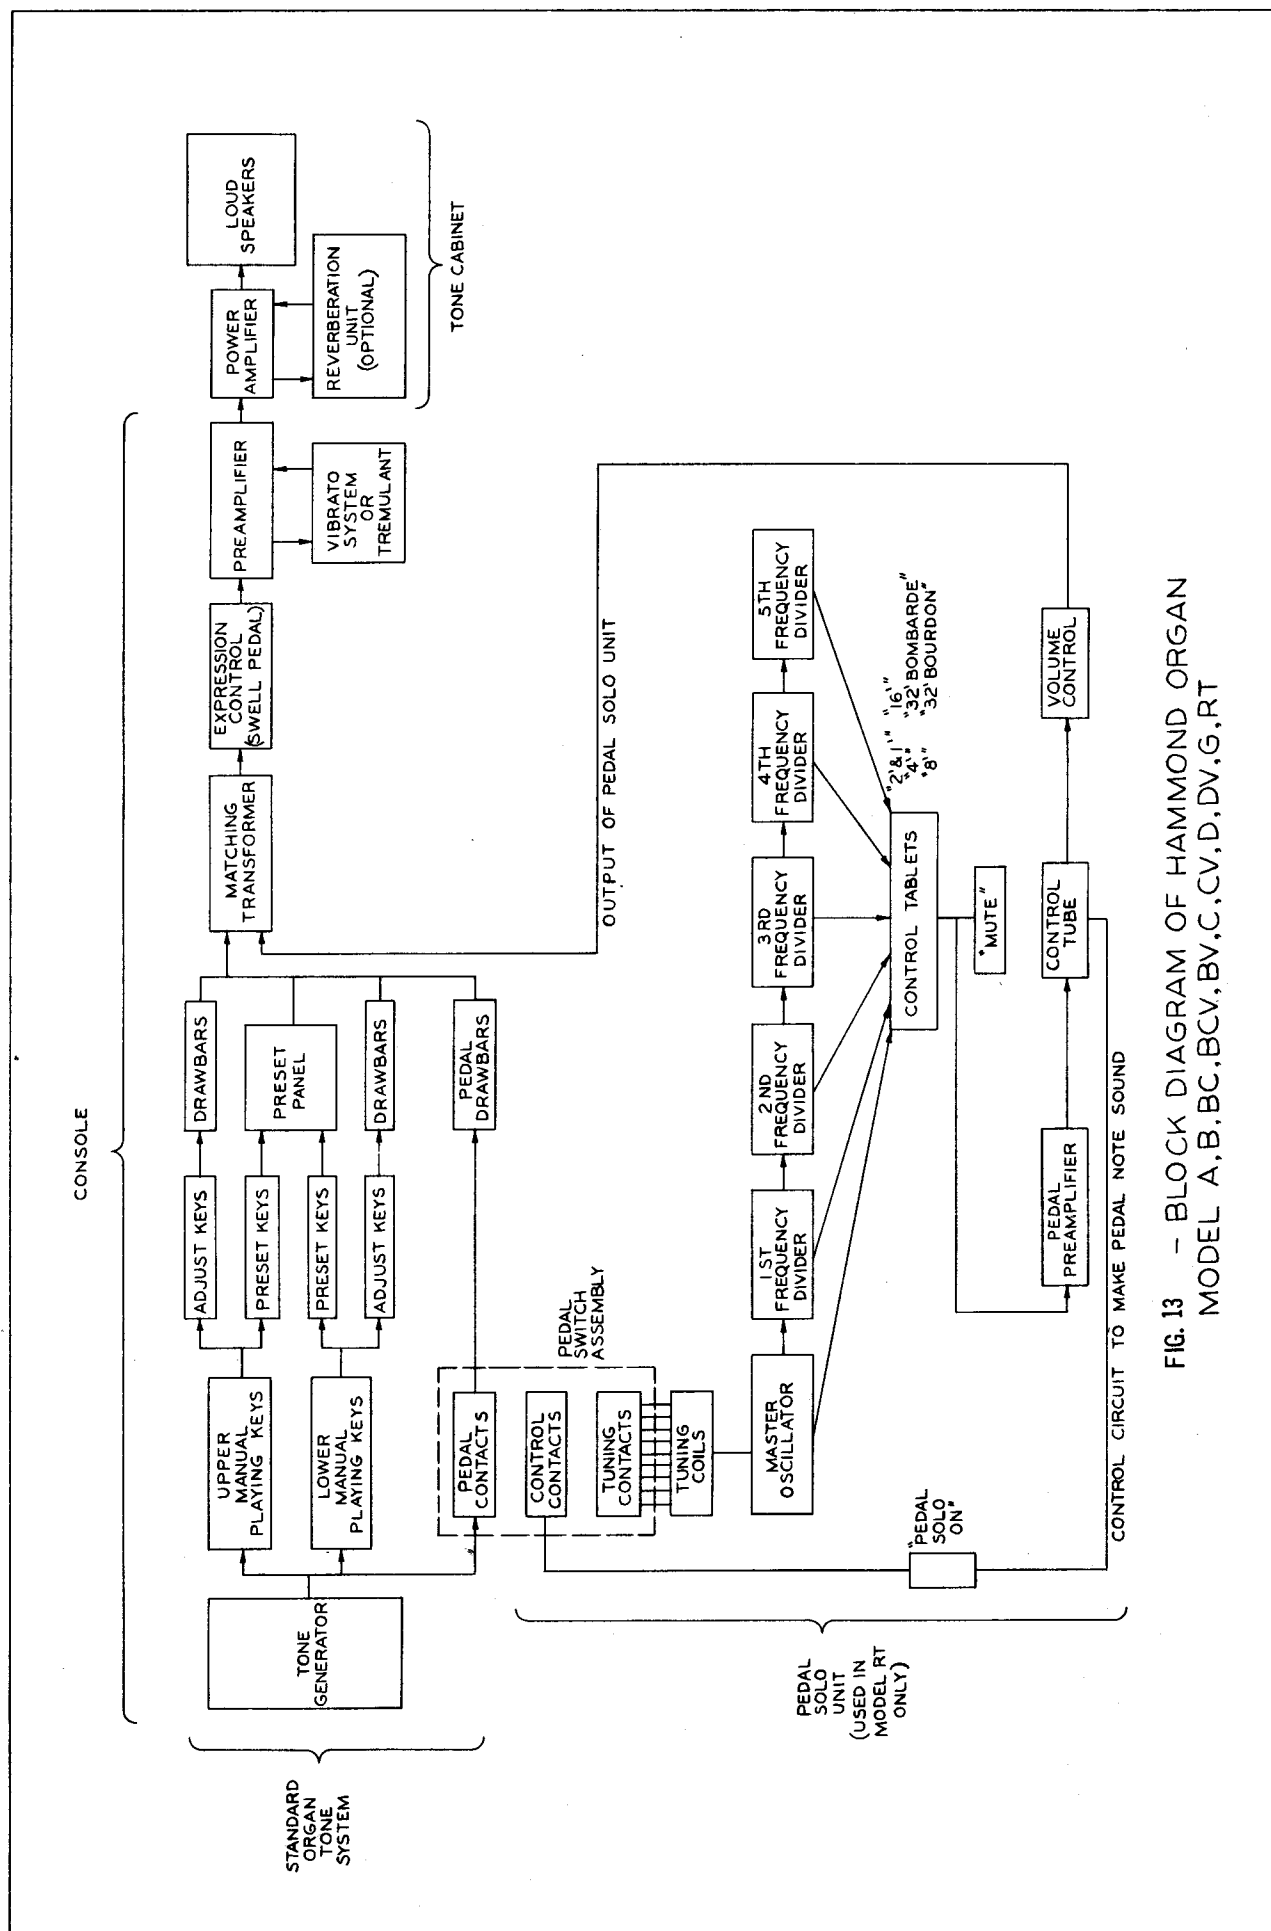 CONSOLE
STANDARD
ORGAN
TONE
SYSTEM
TONE
GENERATOR
UPPER
MANUAL
PLAYING KEYS
LOWER
MANUAL
PLAYING KEYS
ADJUST KEYS
PRESET KEYS
PRESET KEYS
ADJUST KEYS
DRAWBARS
PRESET
PANEL
DRAWBARS
PEDAL
DRAWBARS
MATCHING
TRANSFORMER
EXPRESSION
CONTROL
(SWELL PEDAL)
PREAMPLIFIER
VIBRATO
SYSTEM
OR
TREMULANT
POWER
AMPLIFIER
REVERBERATION
UNIT
(OPTIONAL)
LOUD
SPEAKERS
TONE CABINET
PEDAL
CONTACTS
CONTROL
CONTACTS
TUNING
CONTACTS
PEDAL
SWITCH
ASSEMBLY
TUNING
COILS
OUTPUT OF PEDAL SOLO UNIT
PEDAL
SOLO
UNIT
(USED IN
MODEL RT
ONLY)
MASTER
OSCILLATOR
1ST
FREQUENCY
DIVIDER
2ND
FREQUENCY
DIVIDER
3RD
FREQUENCY
DIVIDER
4TH
FREQUENCY
DIVIDER
5TH
FREQUENCY
DIVIDER
CONTROL TABLETS
"2'&1'" "16'"
"4'" "32' BOMBARDE"
"8'" "32' BOURDON"
"MUTE"
"PEDAL
SOLO
ON"
PEDAL
PREAMPLIFIER
CONTROL
TUBE
VOLUME
CONTROL
CONTROL CIRCUIT TO MAKE PEDAL NOTE SOUND
FIG. 13 - BLOCK DIAGRAM OF HAMMOND ORGAN
MODEL A,B,BC,BCV,BV,C,CV,D,DV,G,RT